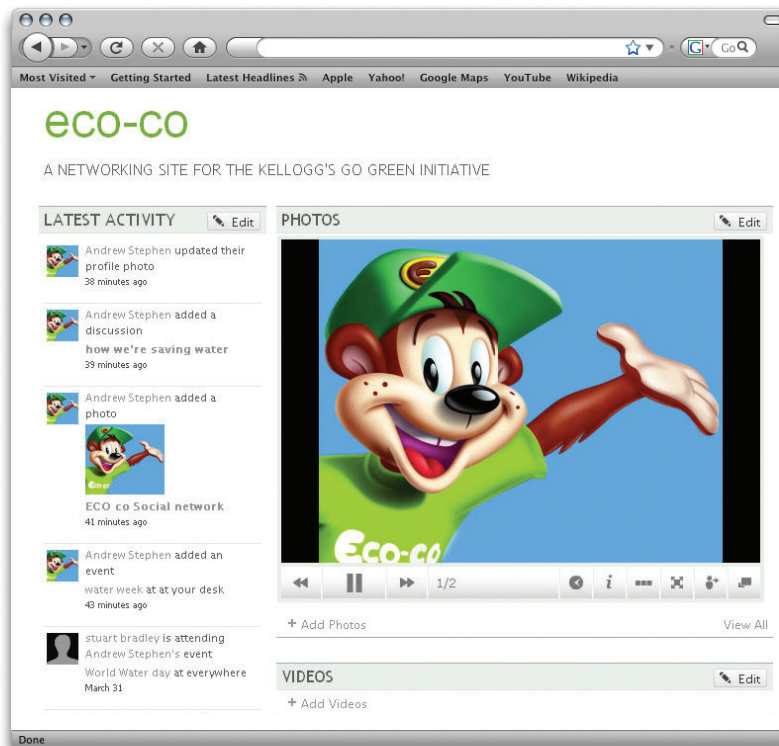 GoQ
Most Visited Getting Started Latest Headlines Apple Yahoo! Google Maps YouTube Wikipedia
eco-co
A NETWORKING SITE FOR THE KELLOGG'S GO GREEN INITIATIVE
LATEST ACTIVITY Edit
Andrew Stephen updated their
profile photo
38 minutes ago
Andrew Stephen added a
discussion
how we're saving water
39 minutes ago
Andrew Stephen added a
photo
ECO co Social network
41 minutes ago
Andrew Stephen added an
event
water week at at your desk
43 minutes ago
stuart bradley is attending
Andrew Stephen's event
World Water day at everywhere
March 31
PHOTOS Edit
E
Eco-co
1/2
+ Add Photos View All
VIDEOS Edit
+ Add Videos
Done